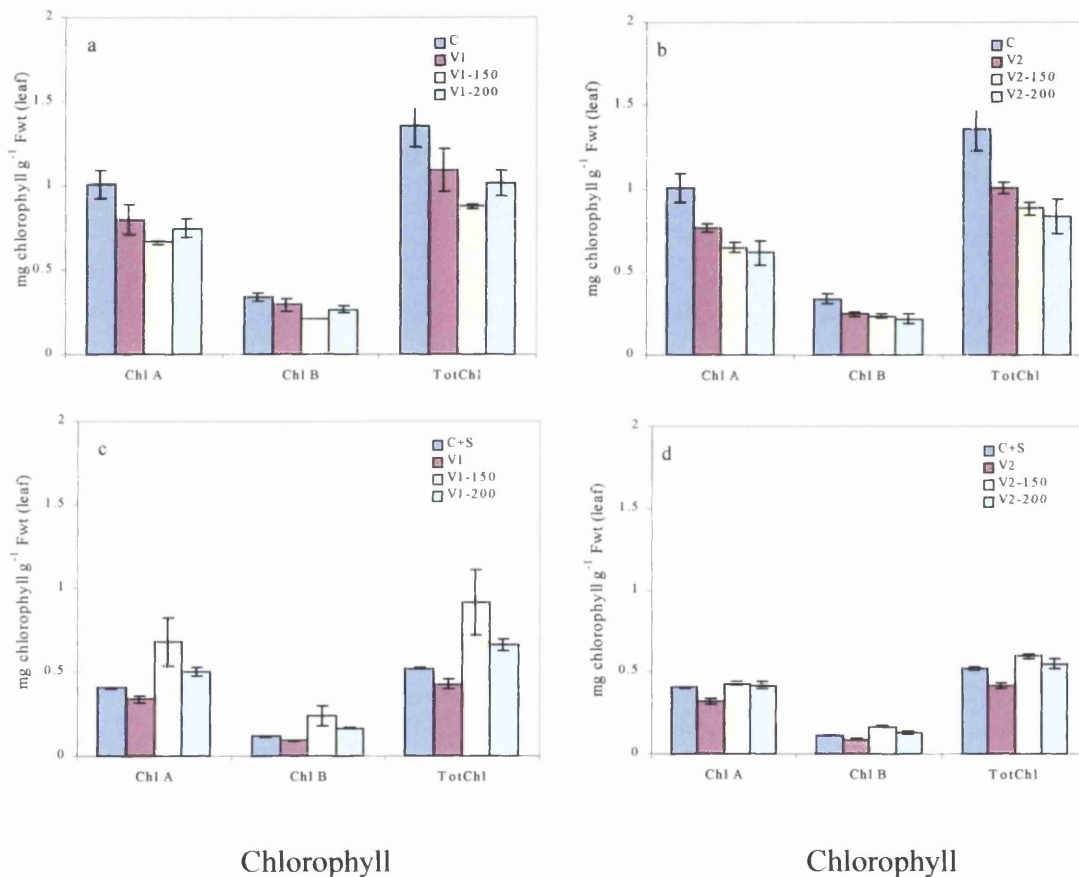 a
C
V1
V1-150
V1-200
2
1.5
1
0.5
0
mg chlorophyll g⁻¹ Fwt (leaf)
Chl A
Chl B
TotChl
b
C
V2
V2-150
V2-200
2
1.5
1
0.5
0
mg chlorophyll g⁻¹ Fwt (leaf)
Chl A
Chl B
TotChl
c
C+S
V1
V1-150
V1-200
2
1.5
1
0.5
0
mg chlorophyll g⁻¹ Fwt (leaf)
Chl A
Chl B
TotChl
d
C+S
V2
V2-150
V2-200
2
1.5
1
0.5
0
mg chlorophyll g⁻¹ Fwt (leaf)
Chl A
Chl B
TotChl
Chlorophyll
Chlorophyll